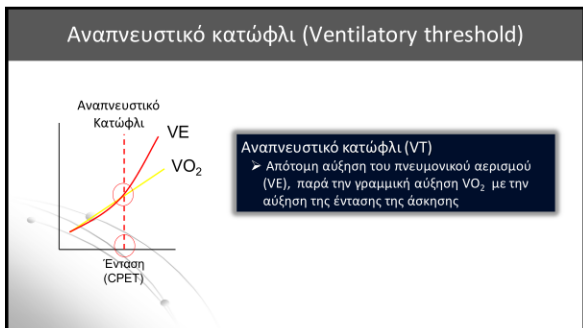 Αναπνευστικό κατώφλι (Ventilatory threshold)
Αναπνευστικό
Κατώφλι
VE
VO₂
Ένταση
(CPET)
Αναπνευστικό κατώφλι (VT)
➢ Απότομη αύξηση του πνευμονικού αερισμού
(VE), παρά την γραμμική αύξηση VO₂ με την
αύξηση της έντασης της άσκησης